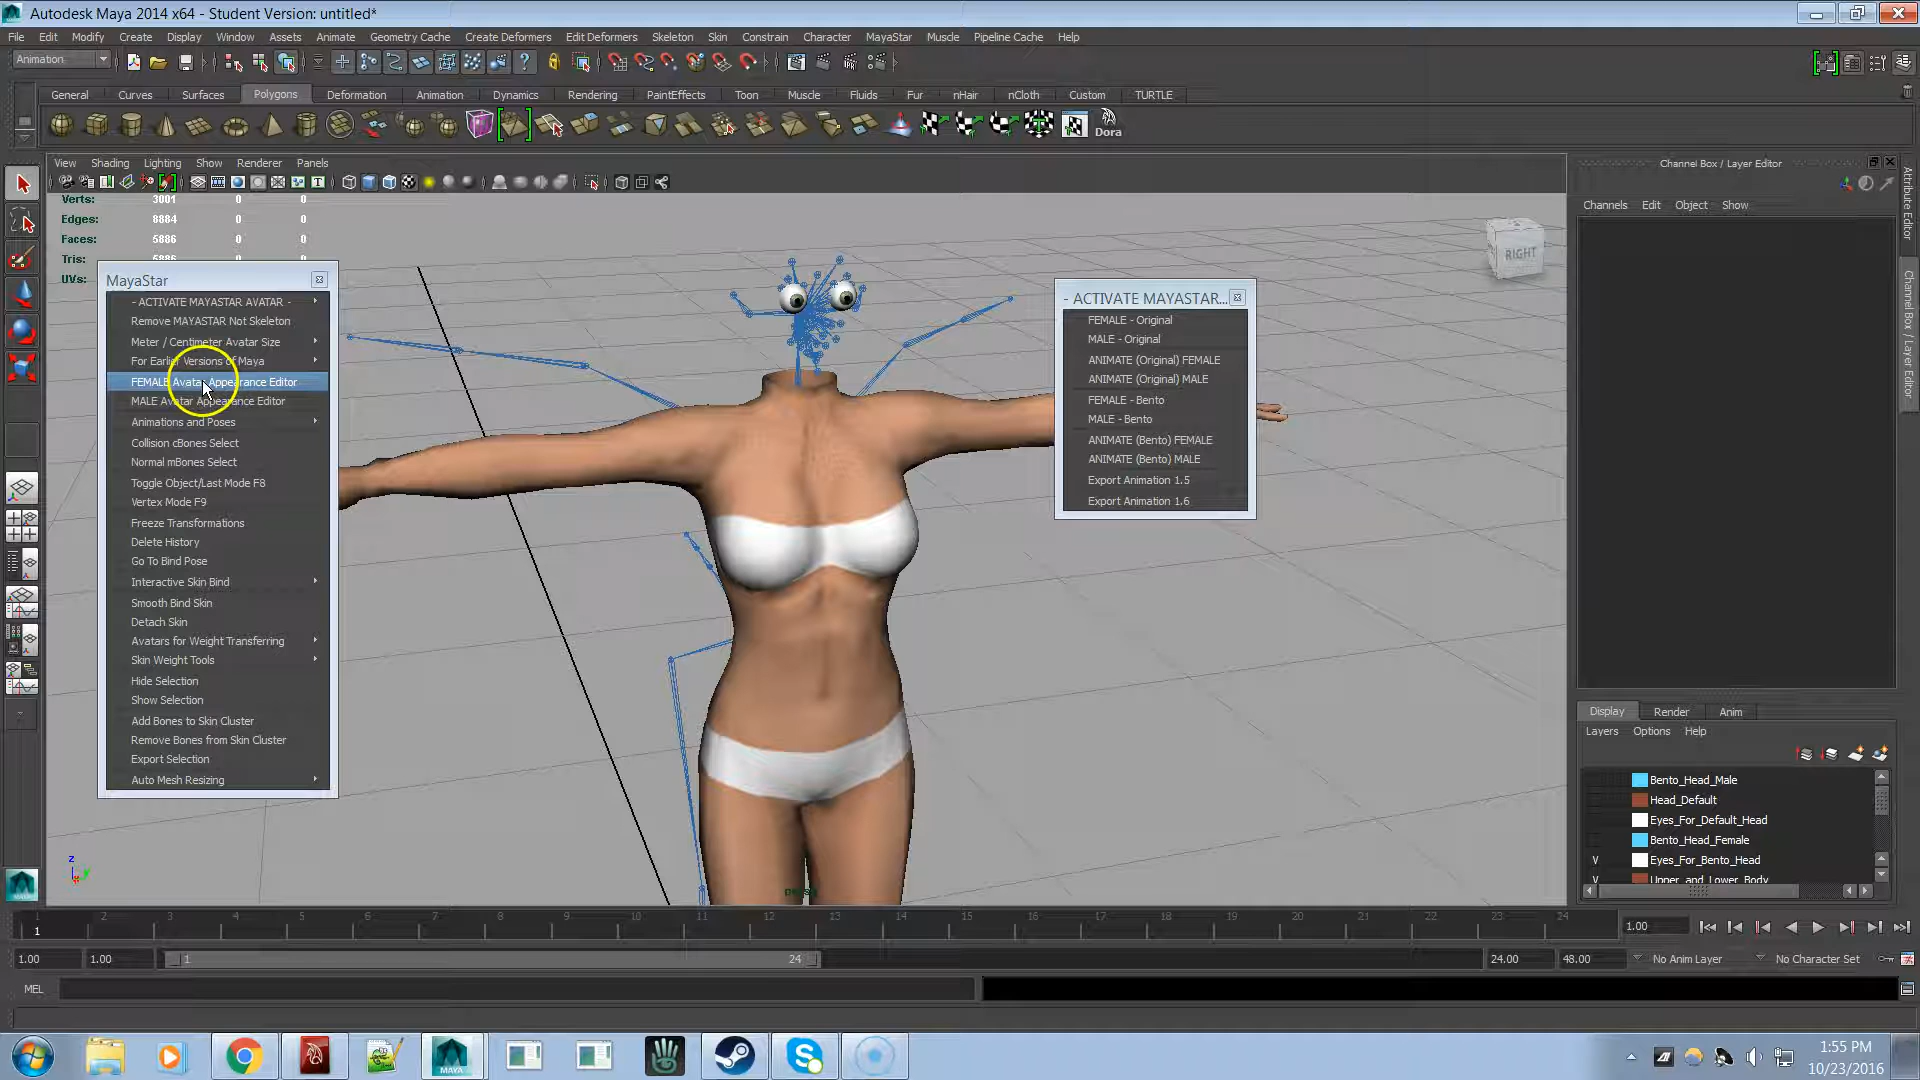 Autodesk Maya 2014 x64 - Student Version: untitled*
File Edit Modify Create Display Window Assets Animate Geometry Cache Create Deformers Edit Deformers Skeleton Skin Constrain Character MayaStar Muscle Pipeline Cache Help
Animation
General Curves Surfaces Polygons Deformation Animation Dynamics Rendering PaintEffects Toon Muscle Fluids Fur nHair nCloth Custom TURTLE
Dora
View Shading Lighting Show Renderer Panels
Channel Box / Layer Editor
Channels Edit Object Show
Attribute Editor
Channel Box / Layer Editor
Verts: 3001 0 0
Edges: 8884 0 0
Faces: 5886 0 0
Tris: 5886 0 0
UVs:
RIGHT
MayaStar
- ACTIVATE MAYASTAR AVATAR -
Remove MAYASTAR Not Skeleton
Meter / Centimeter Avatar Size
For Earlier Versions of Maya
FEMALE Avatar Appearance Editor
MALE Avatar Appearance Editor
Animations and Poses
Collision cBones Select
Normal mBones Select
Toggle Object/Last Mode F8
Vertex Mode F9
Freeze Transformations
Delete History
Go To Bind Pose
Interactive Skin Bind
Smooth Bind Skin
Detach Skin
Avatars for Weight Transferring
Skin Weight Tools
Hide Selection
Show Selection
Add Bones to Skin Cluster
Remove Bones from Skin Cluster
Export Selection
Auto Mesh Resizing
- ACTIVATE MAYASTAR...
FEMALE - Original
MALE - Original
ANIMATE (Original) FEMALE
ANIMATE (Original) MALE
FEMALE - Bento
MALE - Bento
ANIMATE (Bento) FEMALE
ANIMATE (Bento) MALE
Export Animation 1.5
Export Animation 1.6
z
y
persp
Display Render Anim
Layers Options Help
Bento_Head_Male
Head_Default
Eyes_For_Default_Head
Bento_Head_Female
V Eyes_For_Bento_Head
V Upper_and_Lower_Body
1 2 3 4 5 6 7 8 9 10 11 12 13 14 15 16 17 18 19 20 21 22 23 24
1
1.00
1.00 1.00 1 24 24.00 48.00 No Anim Layer No Character Set
MEL
MAYA
1:55 PM
10/23/2016